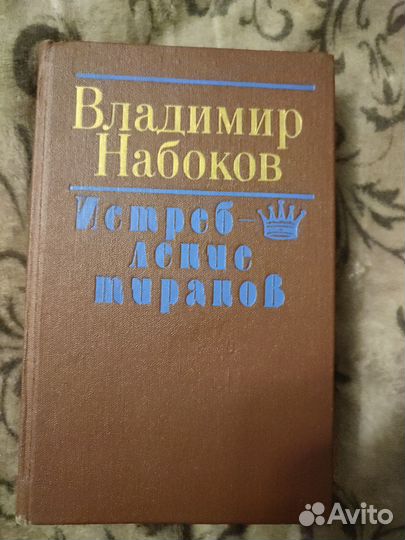 Владимир
Набоков
Истреб-
ление
тиранов
Avito